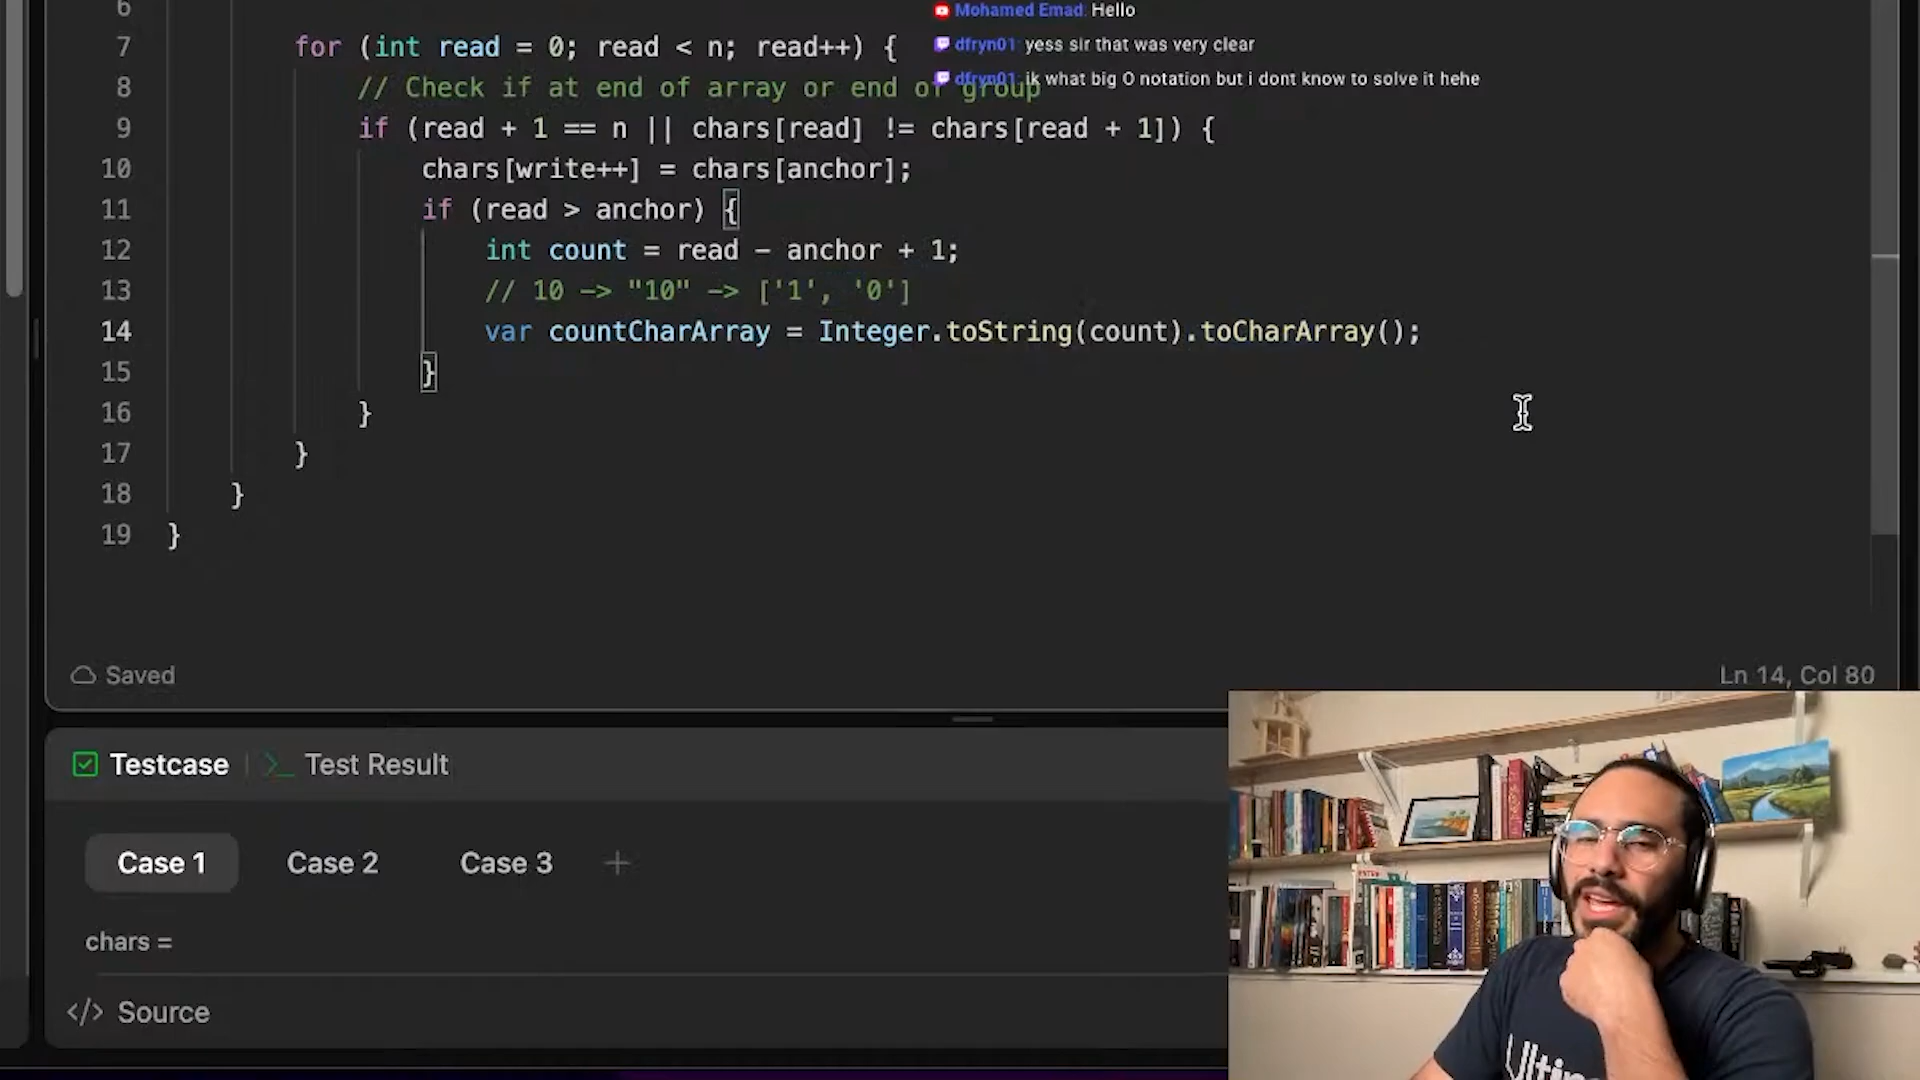 6
Mohamed Emad: Hello
7 for (int read = 0; read < n; read++) {
dfryn01: yess sir that was very clear
8 // Check if at end of array or end of group
dfryn01: ik what big O notation but i dont know to solve it hehe
9 if (read + 1 == n || chars[read] != chars[read + 1]) {
10 chars[write++] = chars[anchor];
11 if (read > anchor) {
12 int count = read - anchor + 1;
13 // 10 -> "10" -> ['1', '0']
14 var countCharArray = Integer.toString(count).toCharArray();
15 }
16 }
17 }
18 }
19 }
Saved
Ln 14, Col 80
Testcase
Test Result
Case 1 Case 2 Case 3 +
chars =
</> Source